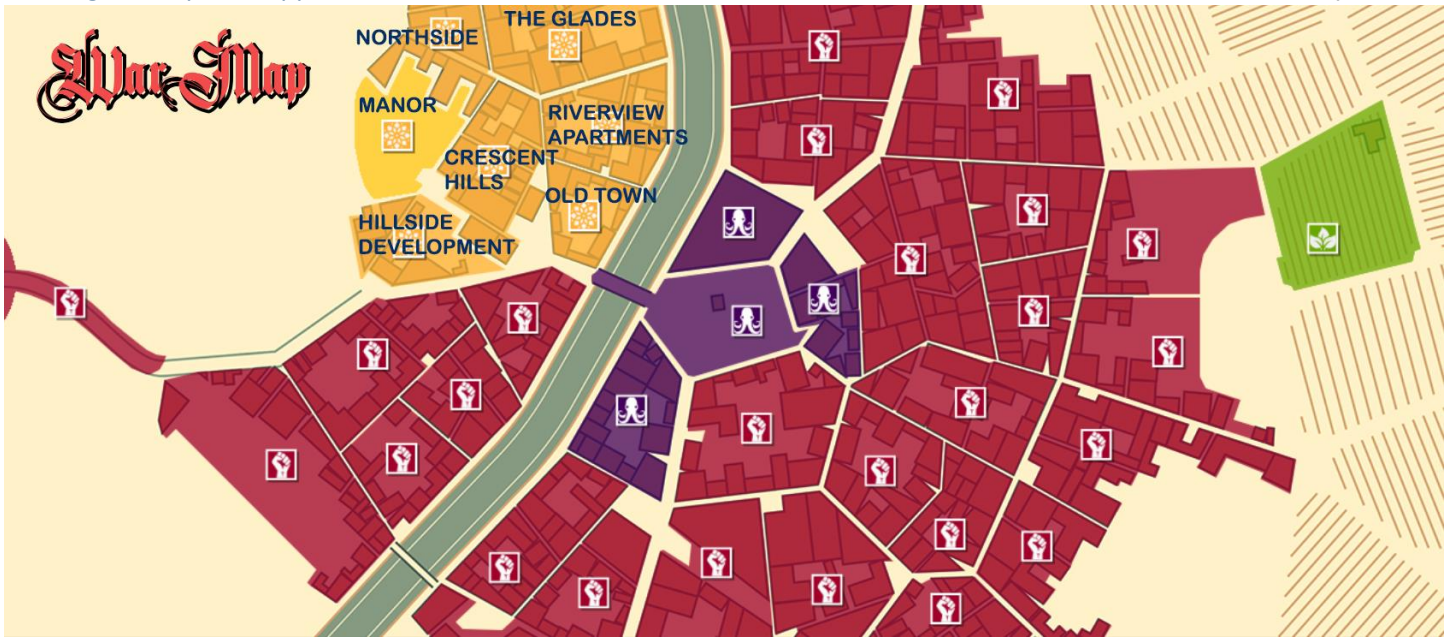 War Map
THE GLADES
NORTHSIDE
MANOR
RIVERVIEW
APARTMENTS
CRESCENT
HILLS
OLD TOWN
HILLSIDE
DEVELOPMENT